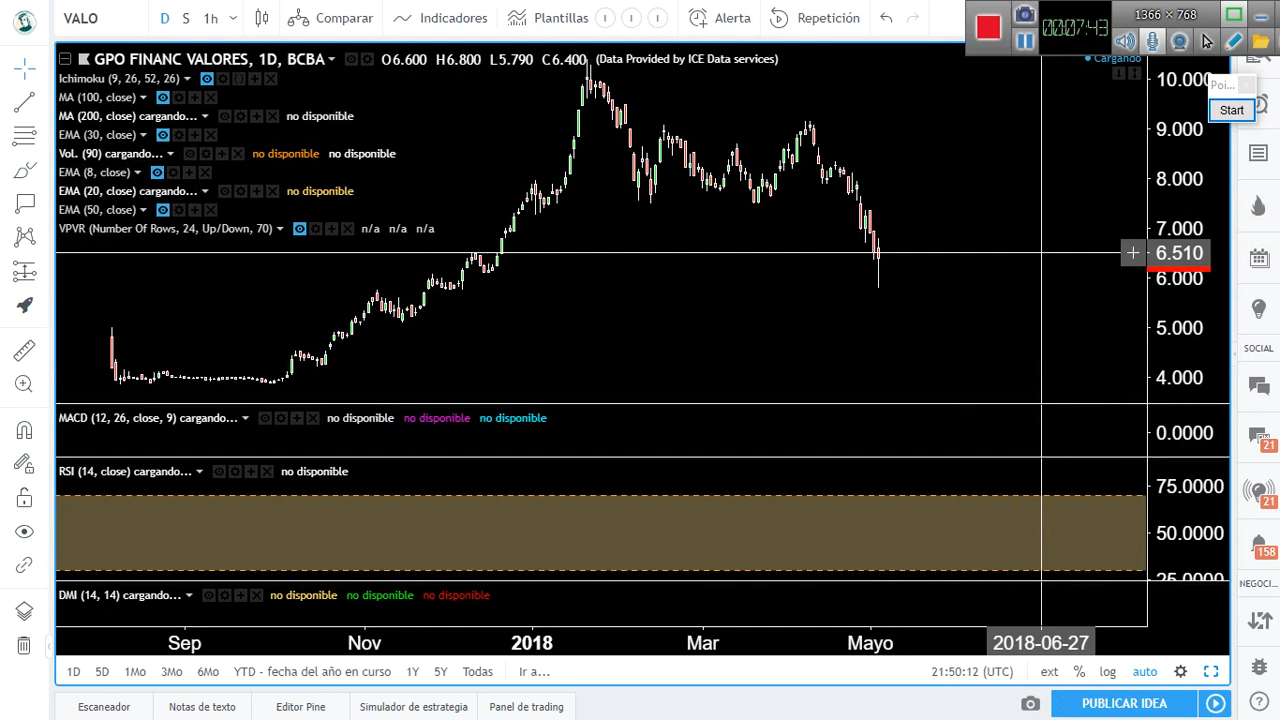 VALO
D
S
1h
Comparar
Indicadores
Plantillas
Alerta
Repetición
00:07:43
1366 × 768
GPO FINANC VALORES, 1D, BCBA
O6.600 H6.800 L5.790 C6.400
(Data Provided by ICE Data services)
Cargando
Ichimoku (9, 26, 52, 26)
MA (100, close)
MA (200, close) cargando... no disponible
EMA (30, close)
Vol. (90) cargando... no disponible no disponible
EMA (8, close)
EMA (20, close) cargando... no disponible
EMA (50, close)
VPVR (Number Of Rows, 24, Up/Down, 70) n/a n/a n/a
Poi...
Start
10.000
9.000
8.000
7.000
6.510
6.000
5.000
4.000
MACD (12, 26, close, 9) cargando... no disponible no disponible no disponible
0.0000
RSI (14, close) cargando... no disponible
75.0000
50.0000
25.0000
DMI (14, 14) cargando... no disponible no disponible no disponible
Sep
Nov
2018
Mar
Mayo
2018-06-27
1D
5D
1Mo
3Mo
6Mo
YTD - fecha del año en curso
1Y
5Y
Todas
Ir a...
21:50:12 (UTC)
ext
%
log
auto
Escaneador
Notas de texto
Editor Pine
Simulador de estrategia
Panel de trading
PUBLICAR IDEA
SOCIAL
21
21
158
NEGOCI...